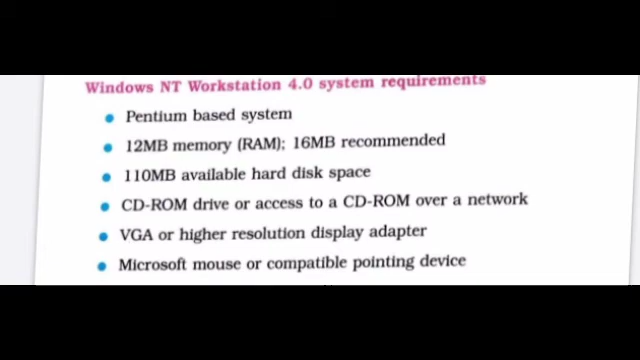 Windows NT Workstation 4.0 system requirements
• Pentium based system
• 12MB memory (RAM); 16MB recommended
• 110MB available hard disk space
• CD-ROM drive or access to a CD-ROM over a network
• VGA or higher resolution display adapter
• Microsoft mouse or compatible pointing device